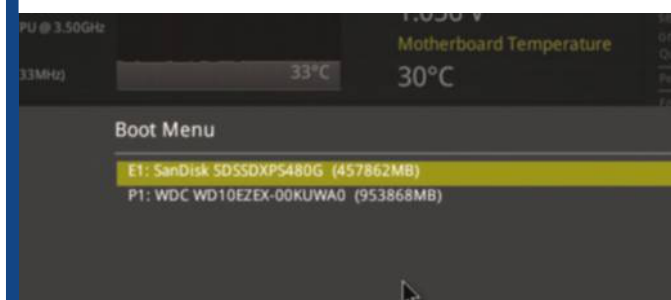 PU @ 3.50GHz
Motherboard Temperature
33MHz)
33°C
30°C
Boot Menu
E1: SanDisk SDSSDXPS480G (457862MB)
P1: WDC WD10EZEX-00KUWA0 (953868MB)